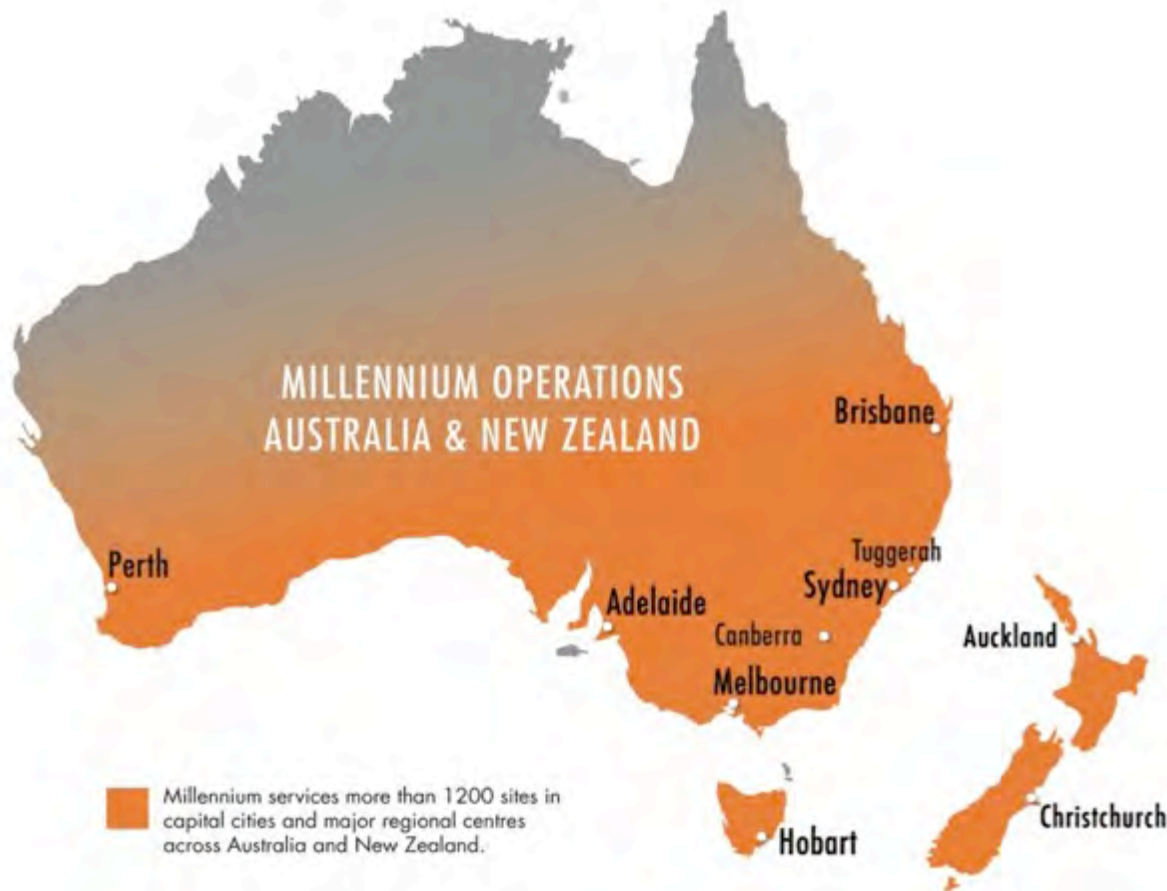 MILLENNIUM OPERATIONS
AUSTRALIA & NEW ZEALAND
Brisbane
Tuggerah
Perth
Sydney
Adelaide
Canberra
Auckland
Melbourne
Millennium services more than 1200 sites in
capital cities and major regional centres
across Australia and New Zealand.
Christchurch
Hobart